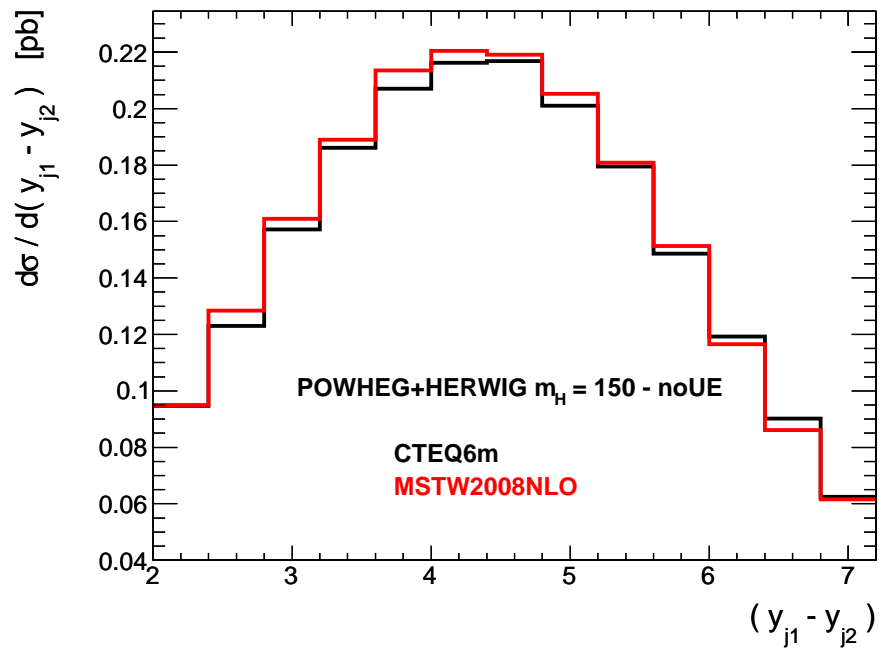 dσ / d( y_j1 - y_j2 ) [pb]
0.22
0.2
0.18
0.16
0.14
0.12
0.1
0.08
0.06
0.04
POWHEG+HERWIG m_H = 150 - noUE
CTEQ6m
MSTW2008NLO
2 3 4 5 6 7
( y_j1 - y_j2 )